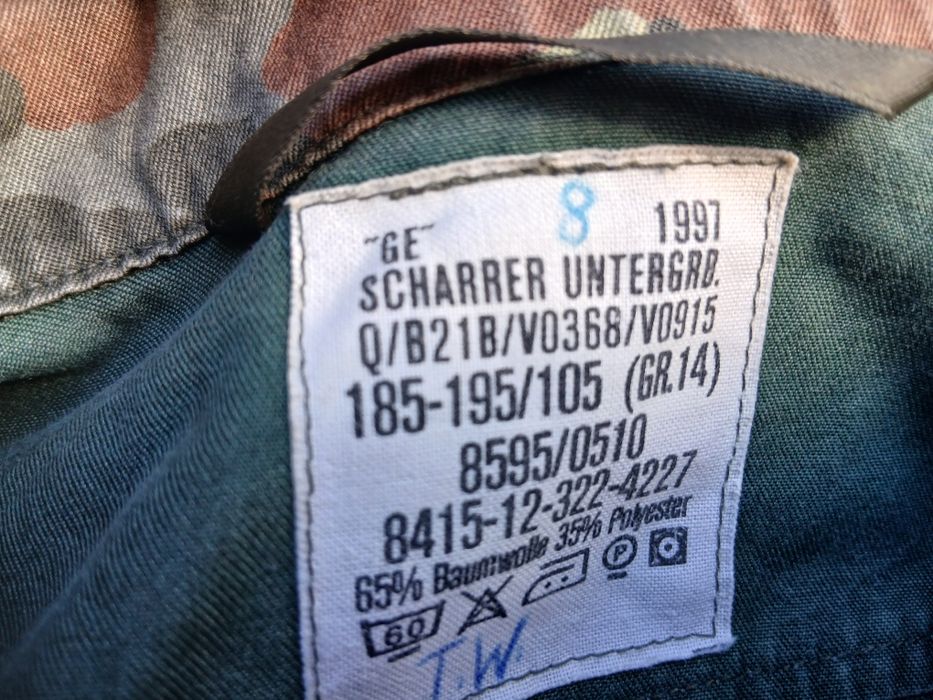 8
"GE" 1997
SCHARRER UNTERGRB.
Q/B21B/V0368/V0915
185-195/105 (GR.14)
8595/0510
8415-12-322-4227
65% Baumwolle 35% Polyester
60 P
T.W.